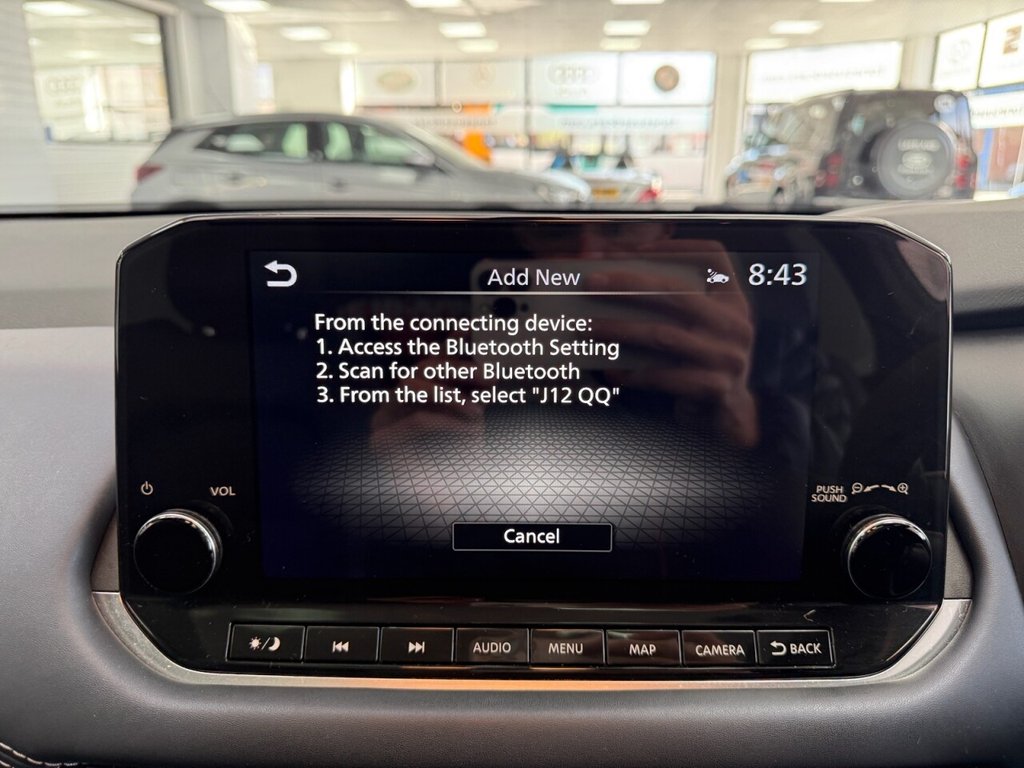 Add New
8:43
From the connecting device:
1. Access the Bluetooth Setting
2. Scan for other Bluetooth
3. From the list, select "J12 QQ"
VOL
PUSH
SOUND
Cancel
AUDIO
MENU
MAP
CAMERA
BACK